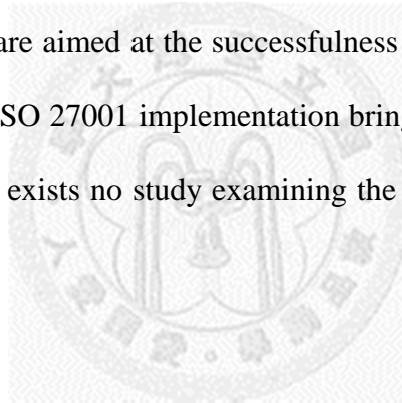 are aimed at the successfulness
SO 27001 implementation brin
exists no study examining the